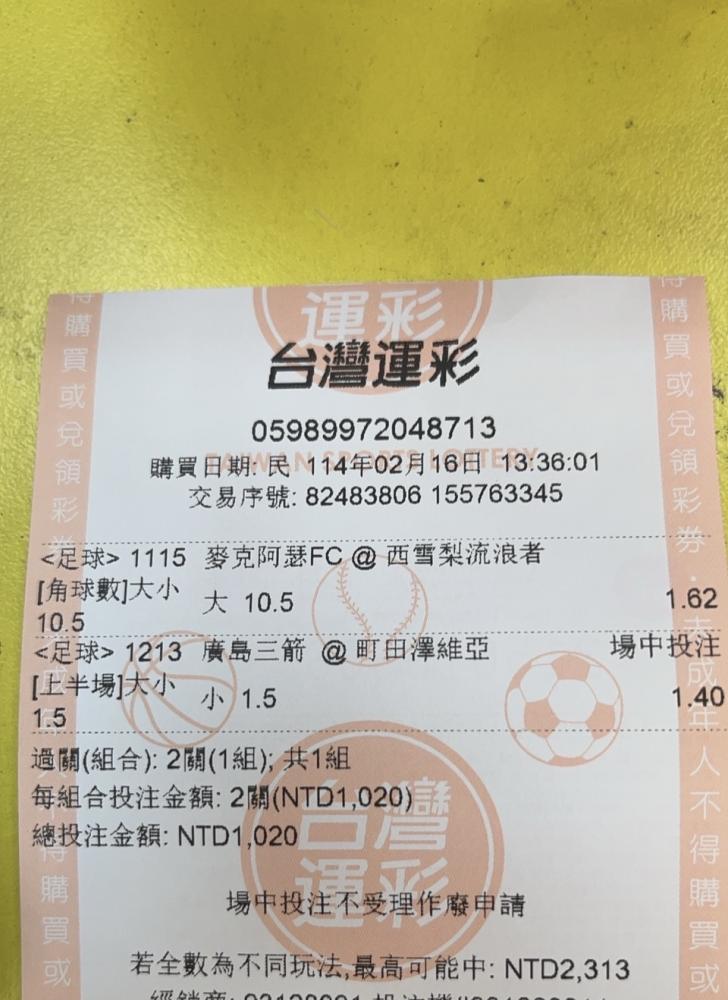 運彩
台灣運彩
05989972048713
TAIWAN SPORTS LOTTERY
購買日期: 民 114年02月16日 13:36:01
交易序號: 82483806 155763345
<足球> 1115 麥克阿瑟FC @ 西雪梨流浪者
[角球數]大小 大 10.5 1.62
10.5
<足球> 1213 廣島三箭 @ 町田澤維亞 場中投注
[上半場]大小 小 1.5 1.40
1.5
過關(組合): 2關(1組); 共1組
每組合投注金額: 2關(NTD1,020)
總投注金額: NTD1,020
台灣
運彩
場中投注不受理作廢申請
若全數為不同玩法,最高可能中: NTD2,313
得購買或兌領彩券
得購買或
得購買或兌領彩券・未成年人不得購買或